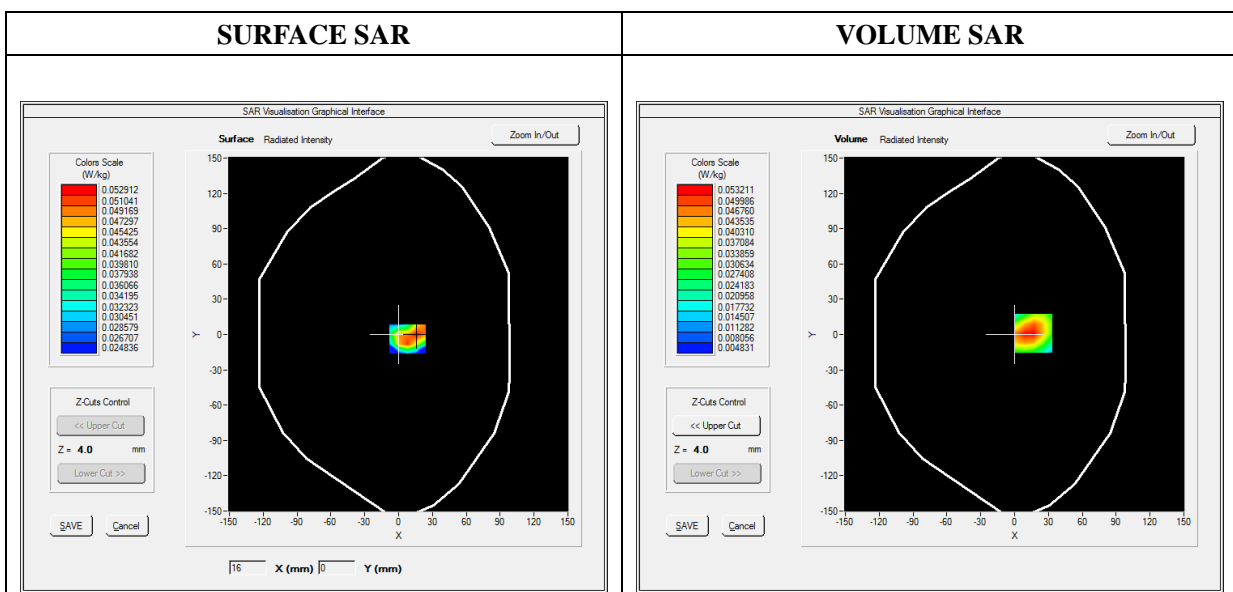 SURFACE SAR
VOLUME SAR
SAR Visualisation Graphical Interface
Surface Radiated Intensity
Zoom In/Out
Colors Scale
(W/kg)
0.052912
0.051041
0.049169
0.047297
0.045425
0.043554
0.041682
0.039810
0.037938
0.036066
0.034195
0.032323
0.030451
0.028579
0.026707
0.024836
150
120
90
60
30
0
-30
-60
-90
-120
-150
Y
-150 -120 -90 -60 -30 0 30 60 90 120 150
X
Z-Cuts Control
<< Upper Cut
Z = 4.0 mm
Lower Cut >>
SAVE Cancel
16 X (mm) 0 Y (mm)
SAR Visualisation Graphical Interface
Volume Radiated Intensity
Zoom In/Out
Colors Scale
(W/kg)
0.053211
0.049986
0.046760
0.043535
0.040310
0.037084
0.033859
0.030634
0.027408
0.024183
0.020958
0.017732
0.014507
0.011282
0.008056
0.004831
150
120
90
60
30
0
-30
-60
-90
-120
-150
Y
-150 -120 -90 -60 -30 0 30 60 90 120 150
X
Z-Cuts Control
<< Upper Cut
Z = 4.0 mm
Lower Cut >>
SAVE Cancel